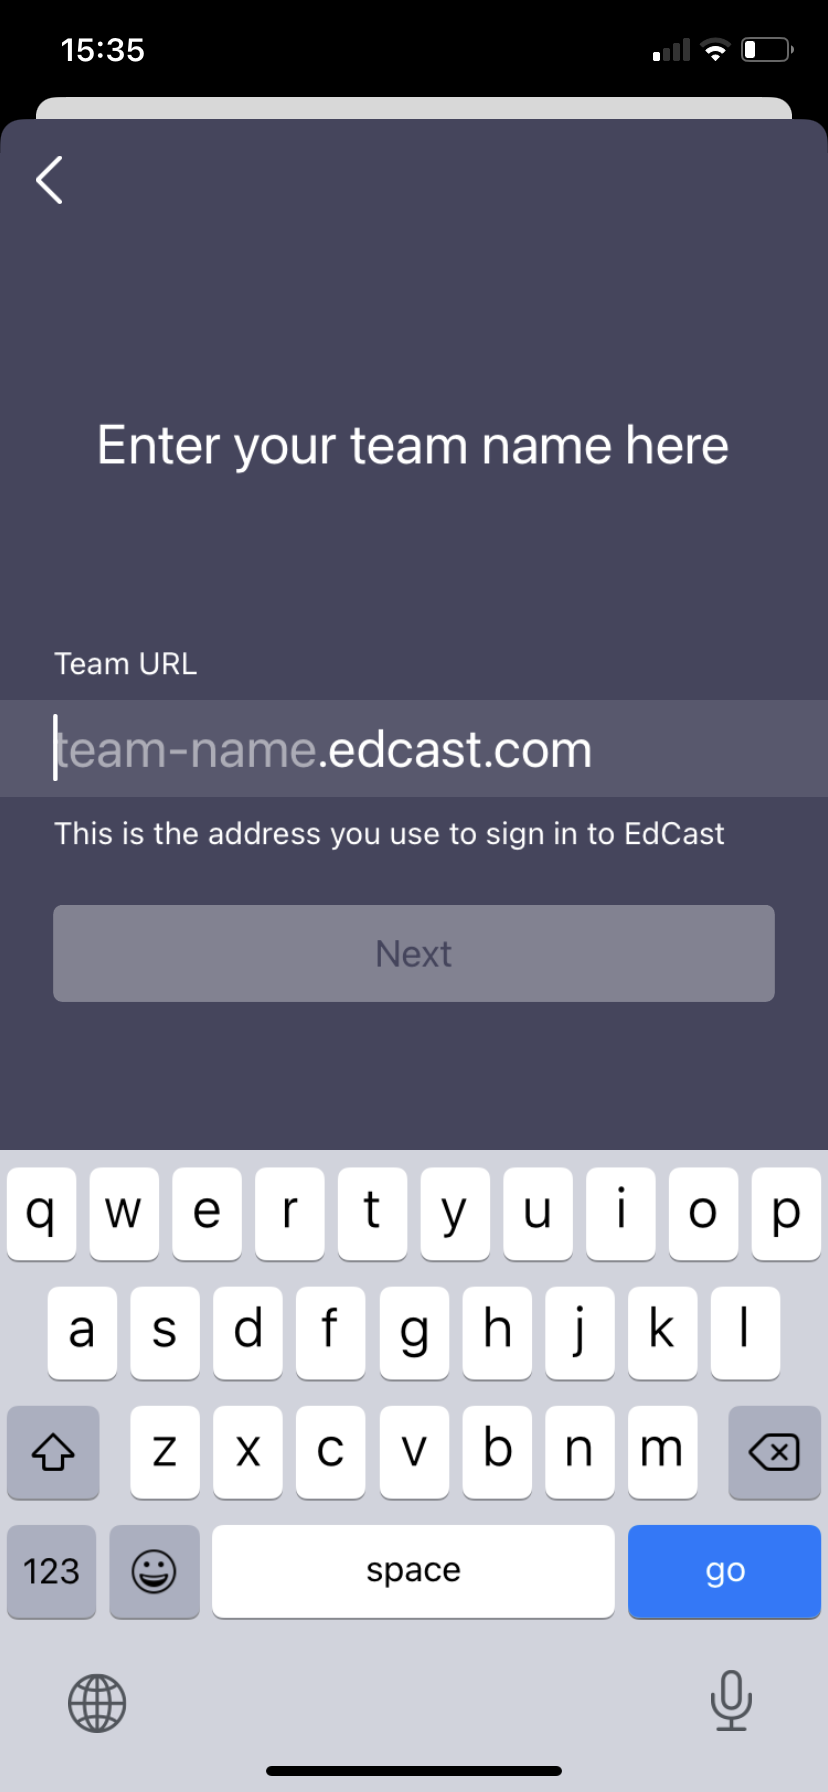 15:35
Enter your team name here
Team URL
team-name.edcast.com
This is the address you use to sign in to EdCast
Next
q w e r t y u i o p
a s d f g h j k l
z x c v b n m
123 space go